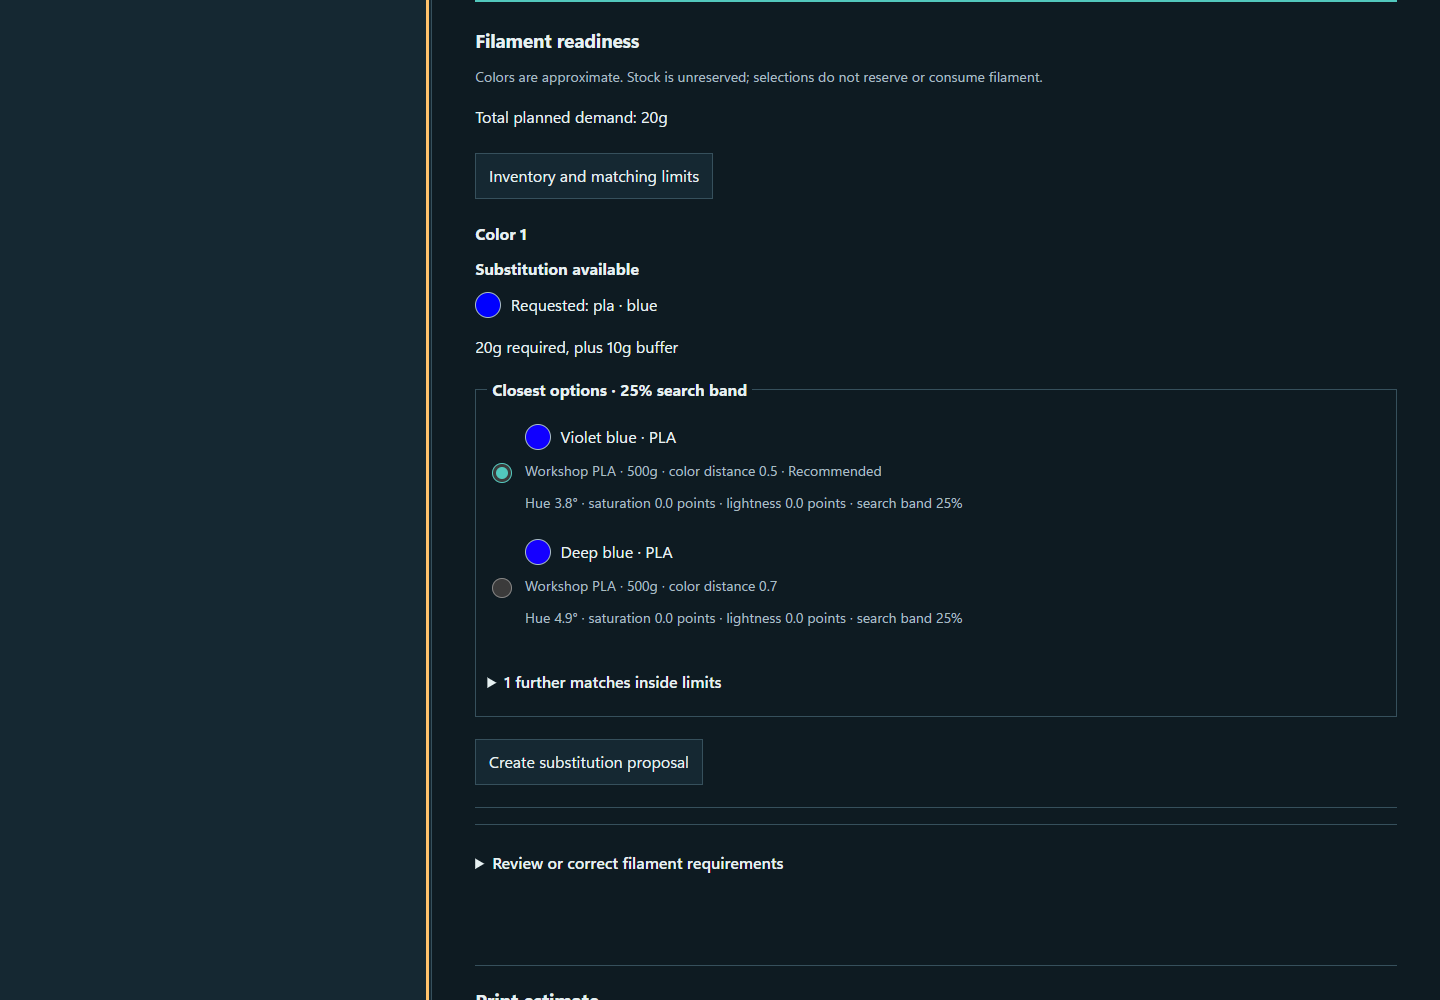 Filament readiness
Colors are approximate. Stock is unreserved; selections do not reserve or consume filament.
Total planned demand: 20g
Inventory and matching limits
Color 1
Substitution available
Requested: pla · blue
20g required, plus 10g buffer
Closest options · 25% search band
Violet blue · PLA
Workshop PLA · 500g · color distance 0.5 · Recommended
Hue 3.8° · saturation 0.0 points · lightness 0.0 points · search band 25%
Deep blue · PLA
Workshop PLA · 500g · color distance 0.7
Hue 4.9° · saturation 0.0 points · lightness 0.0 points · search band 25%
1 further matches inside limits
Create substitution proposal
Review or correct filament requirements
Print estimate